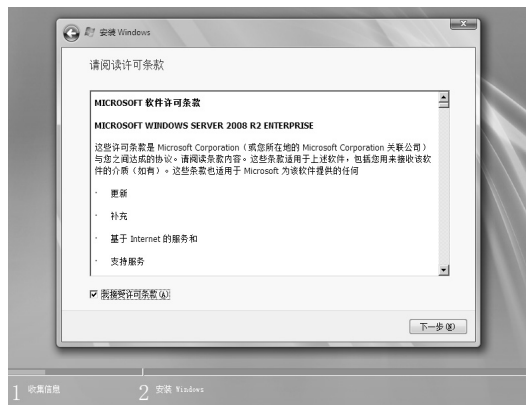 安装 Windows
请阅读许可条款
MICROSOFT 软件许可条款
MICROSOFT WINDOWS SERVER 2008 R2 ENTERPRISE
这些许可条款是 Microsoft Corporation（或您所在地的 Microsoft Corporation 关联公司）
与您之间达成的协议。请阅读条款内容。这些条款适用于上述软件，包括您用来接收该软
件的介质（如有）。这些条款也适用于 Microsoft 为该软件提供的任何
· 更新
· 补充
· 基于 Internet 的服务和
· 支持服务
我接受许可条款(A)
下一步(N)
1 收集信息
2 安装 Windows